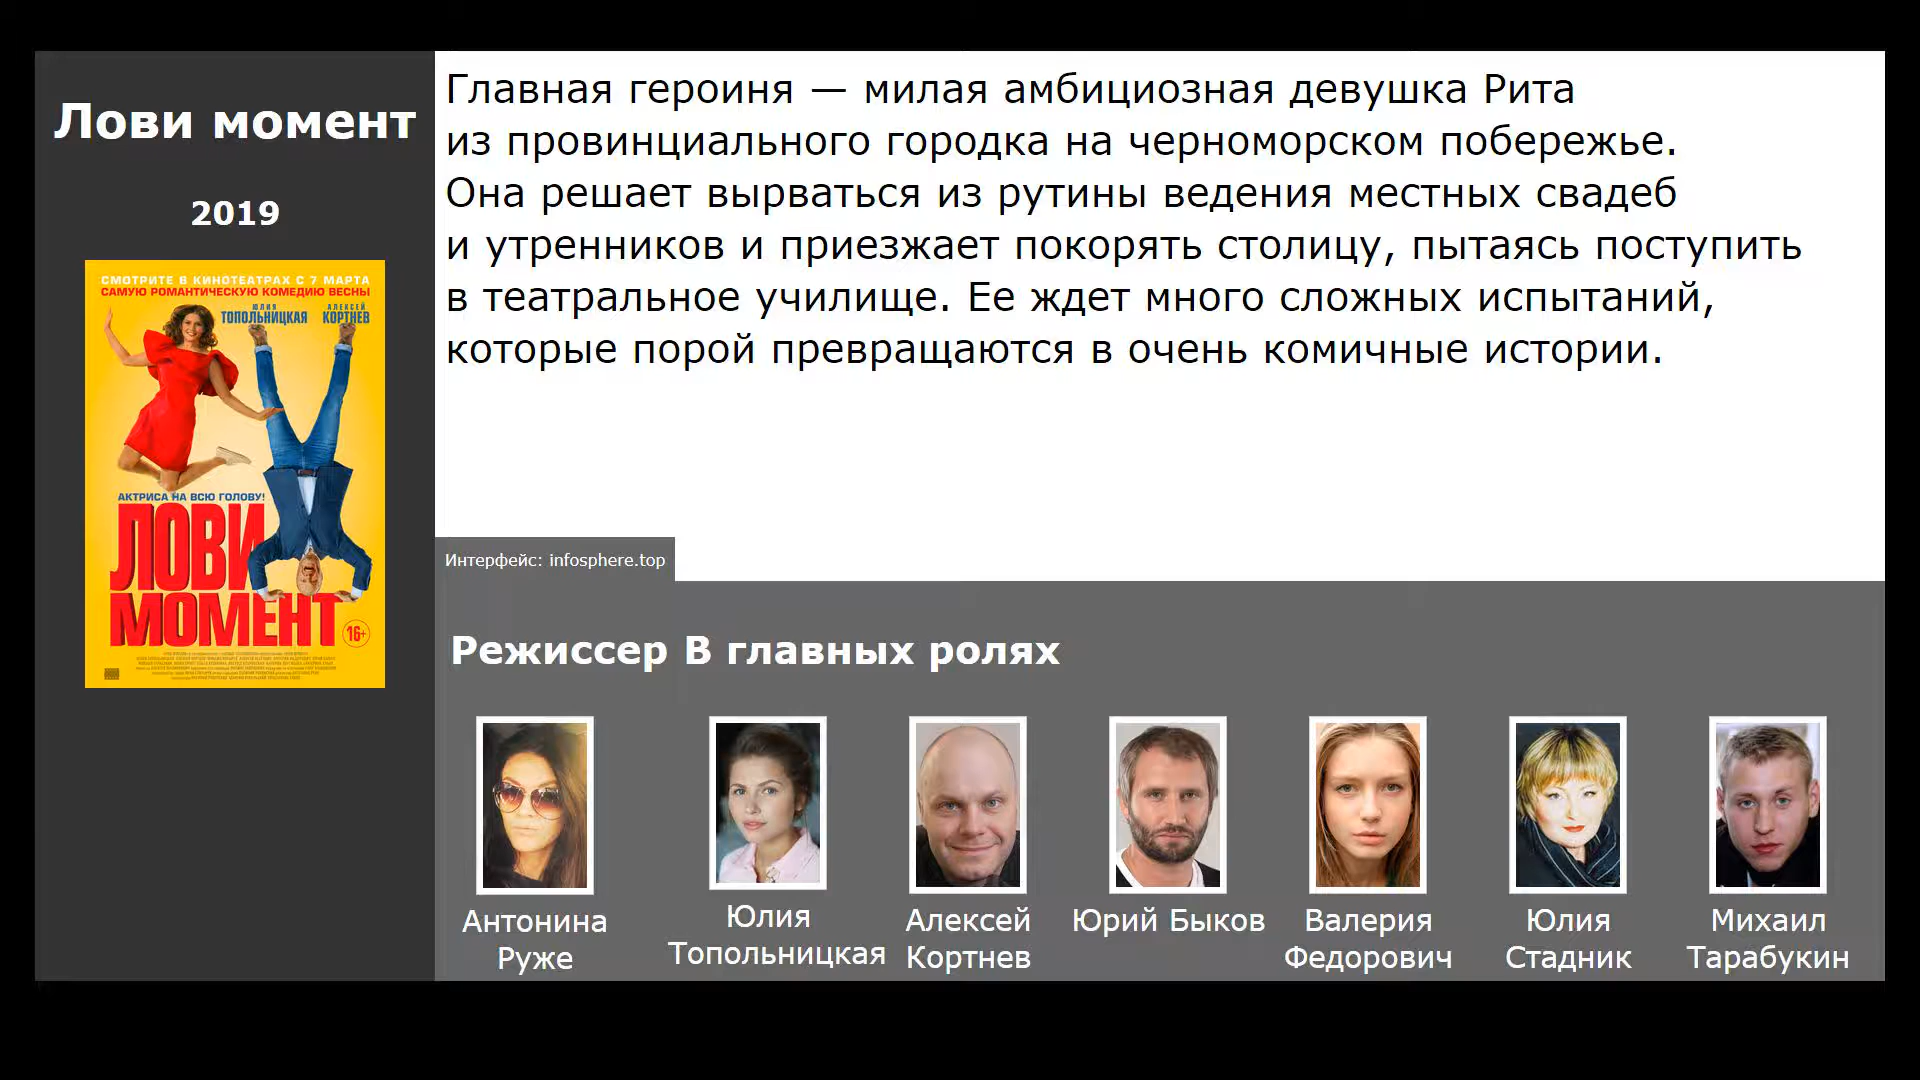 Лови момент
2019
СМОТРИТЕ В КИНОТЕАТРАХ С 7 МАРТА
САМУЮ РОМАНТИЧЕСКУЮ КОМЕДИЮ ВЕСНЫ
ЮЛИЯ
ТОПОЛЬНИЦКАЯ
АЛЕКСЕЙ
КОРТНЕВ
АКТРИСА НА ВСЮ ГОЛОВУ!
ЛОВИ
МОМЕНТ
16+
Главная героиня — милая амбициозная девушка Рита
из провинциального городка на черноморском побережье.
Она решает вырваться из рутины ведения местных свадеб
и утренников и приезжает покорять столицу, пытаясь поступить
в театральное училище. Ее ждет много сложных испытаний,
которые порой превращаются в очень комичные истории.
Интерфейс: infosphere.top
Режиссер В главных ролях
Антонина
Руже
Юлия
Топольницкая
Алексей
Кортнев
Юрий Быков
Валерия
Федорович
Юлия
Стадник
Михаил
Тарабукин